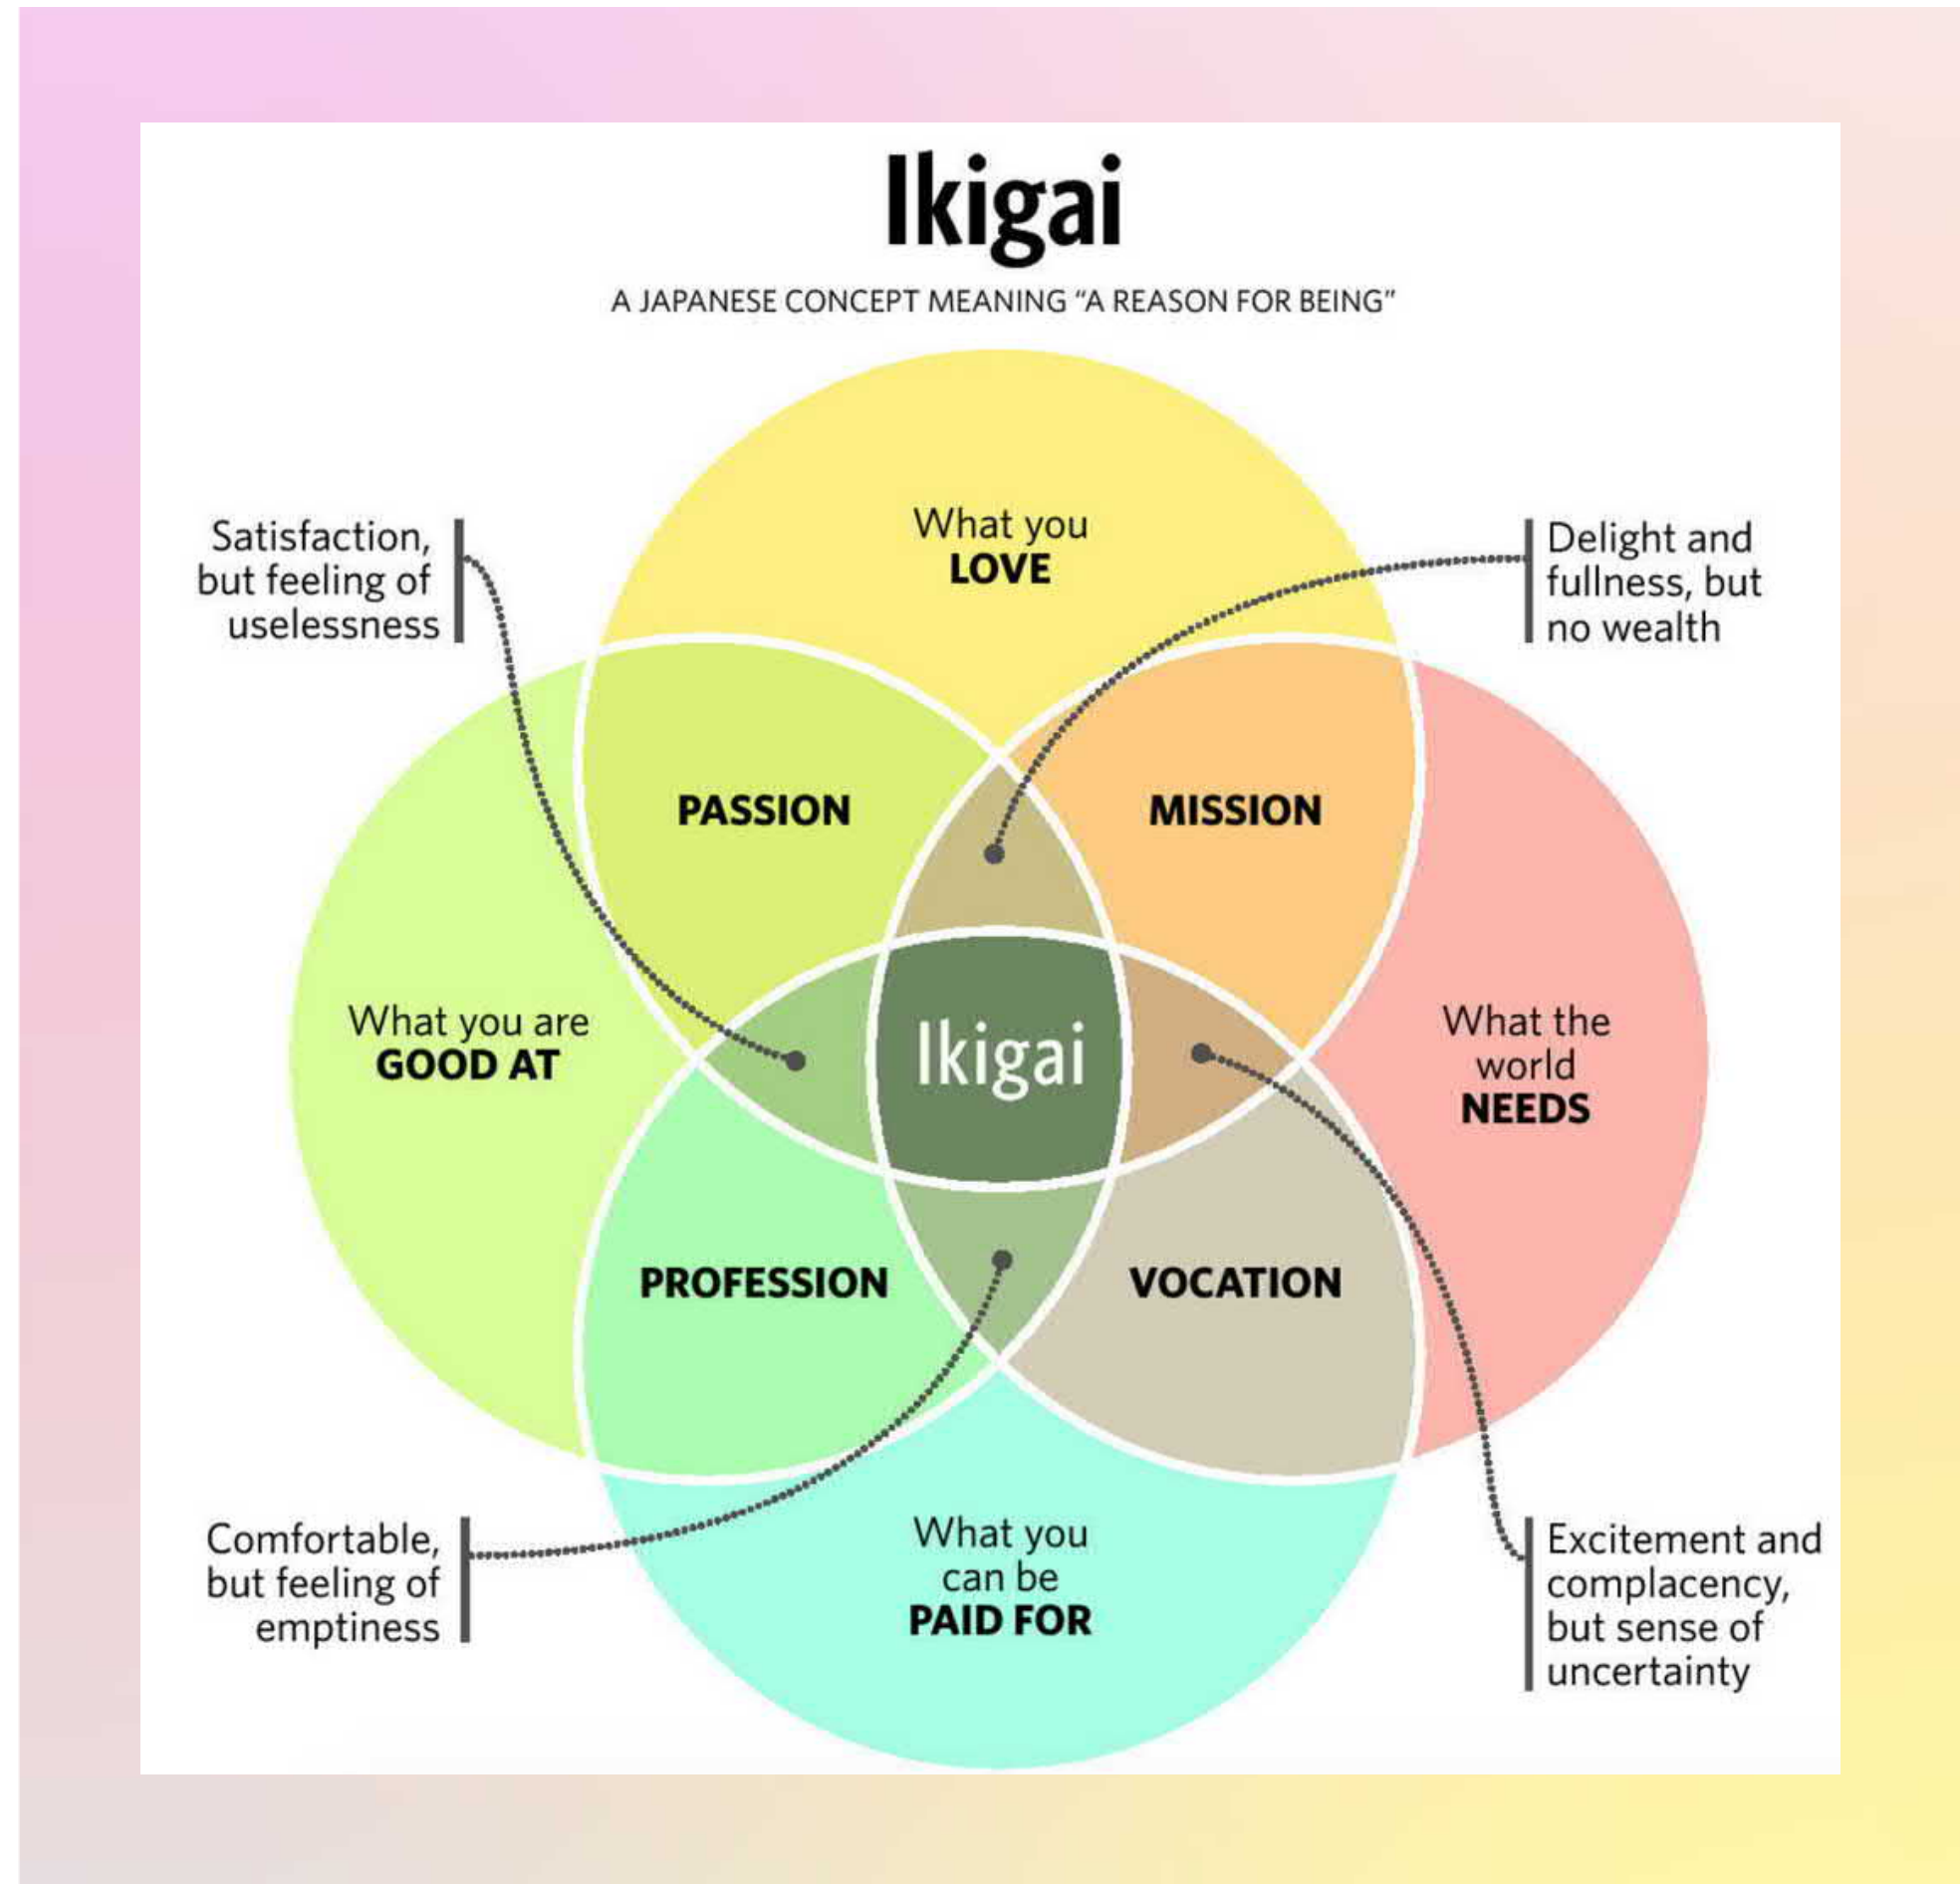 Ikigai
A JAPANESE CONCEPT MEANING “A REASON FOR BEING”
What you
LOVE
Satisfaction,
but feeling of
uselessness
Delight and
fullness, but
no wealth
PASSION
MISSION
What you are
GOOD AT
Ikigai
What the
world
NEEDS
PROFESSION
VOCATION
What you
can be
PAID FOR
Comfortable,
but feeling of
emptiness
Excitement and
complacency,
but sense of
uncertainty